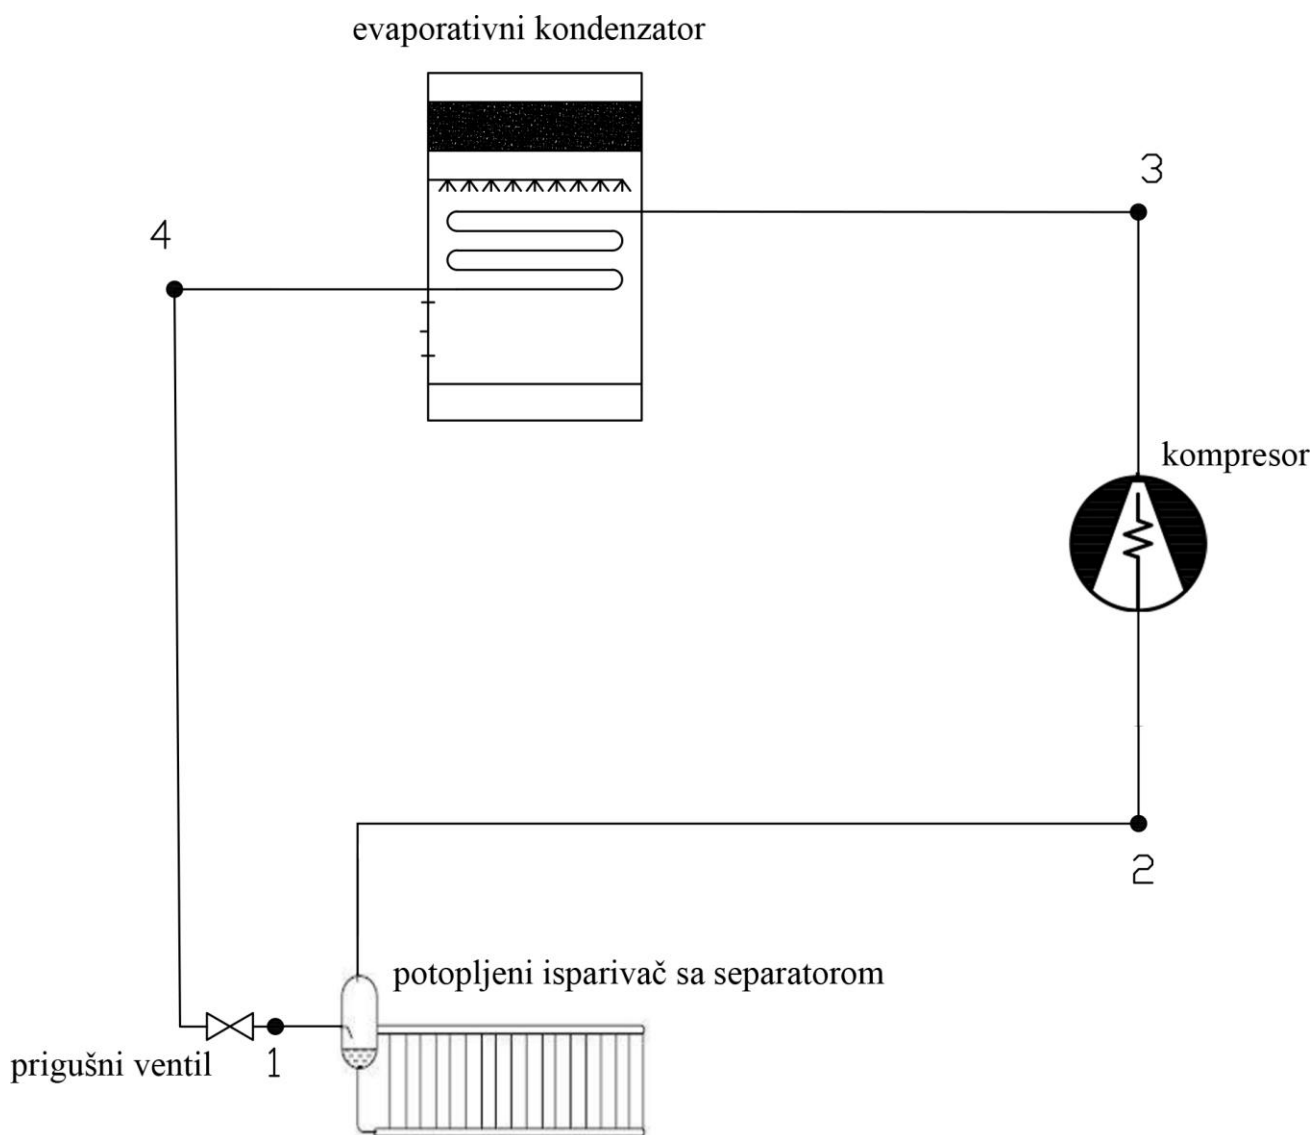 evaporativni kondenzator
3
4
kompresor
2
potopljeni isparivač sa separatorom
prigušni ventil
1